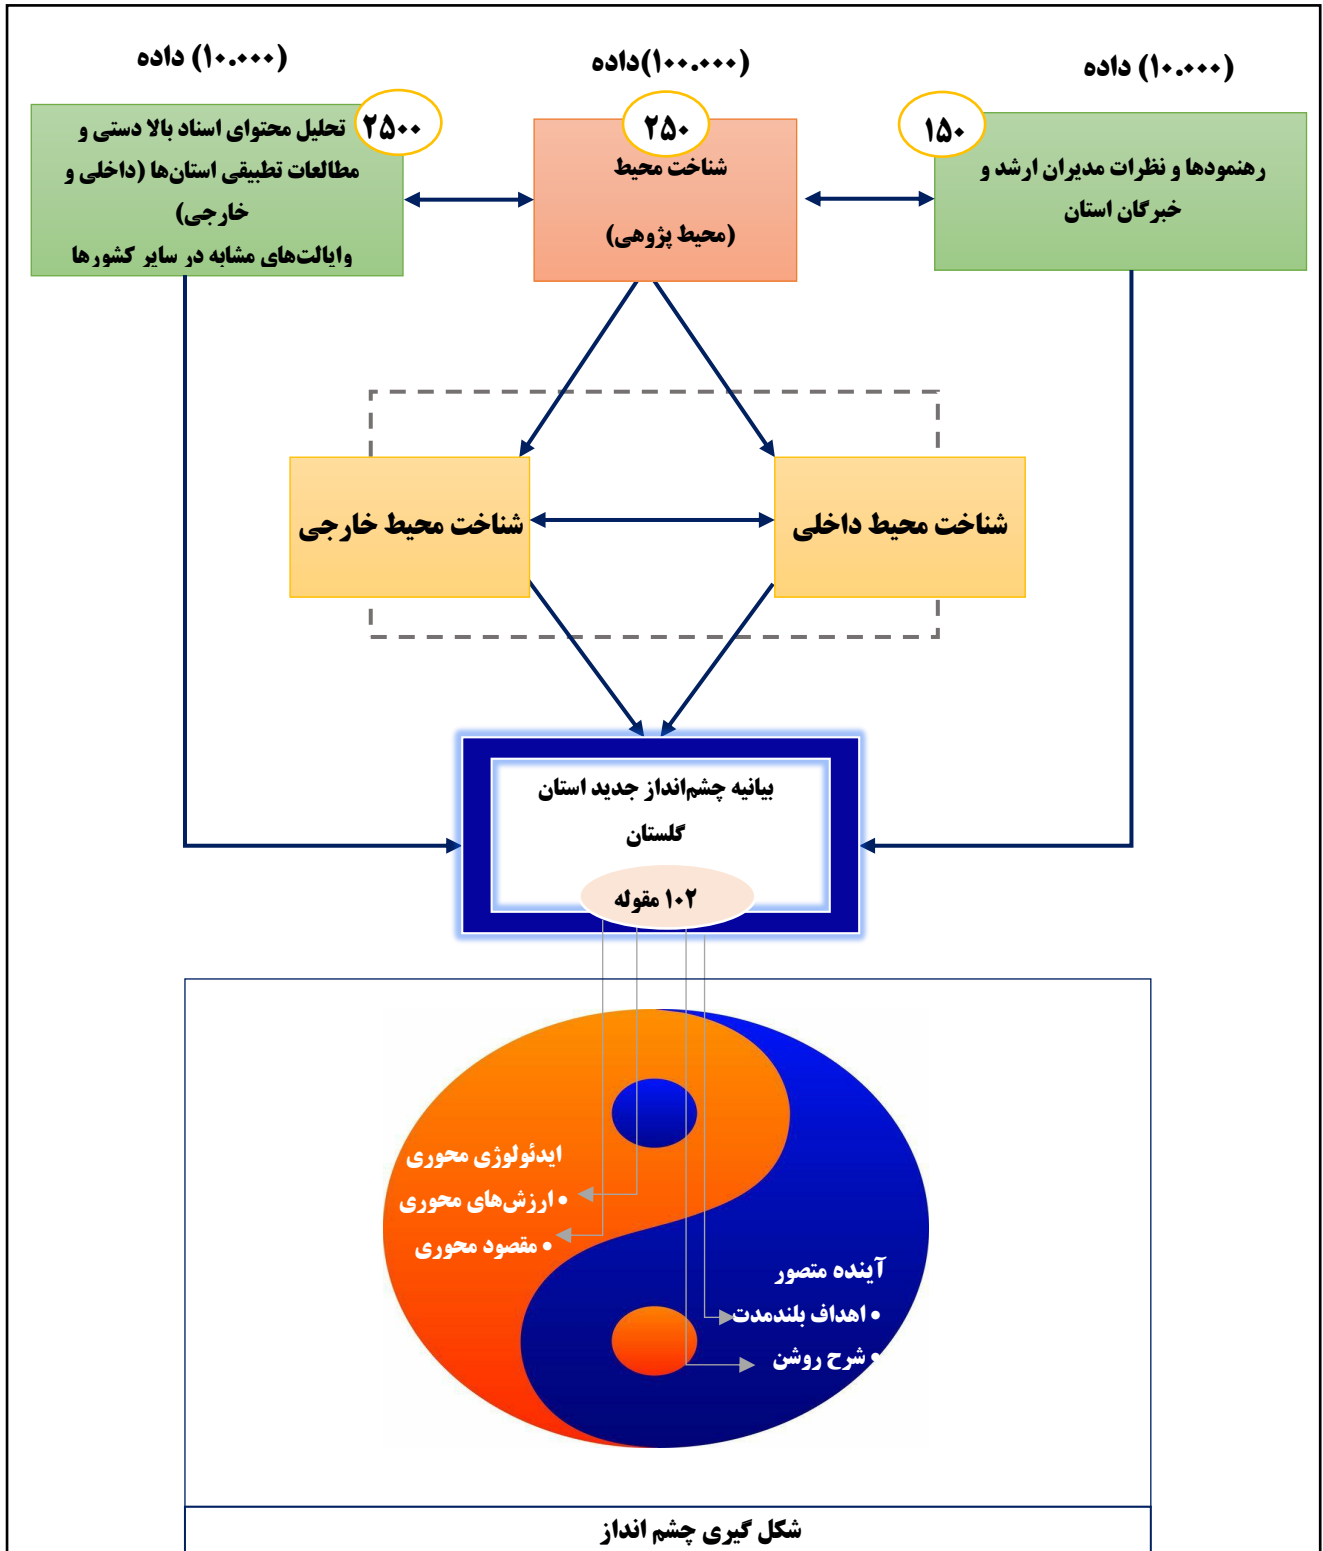 (۱۰.۰۰۰) داده
(۱۰۰.۰۰۰)داده
(۱۰.۰۰۰) داده
۱۵۰
رهنمودها و نظرات مدیران ارشد و
خبرگان استان
۲۵۰
شناخت محیط
(محیط پژوهی)
۲۵۰۰
تحلیل محتوای اسناد بالا دستی و
مطالعات تطبیقی استان‌ها (داخلی و
خارجی)
وایالت‌های مشابه در سایر کشورها
شناخت محیط داخلی
شناخت محیط خارجی
بیانیه چشم‌انداز جدید استان
گلستان
۱۰۲ مقوله
ایدئولوژی محوری
• ارزش‌های محوری
• مقصود محوری
آینده متصور
• اهداف بلندمدت
• شرح روشن
شکل گیری چشم انداز